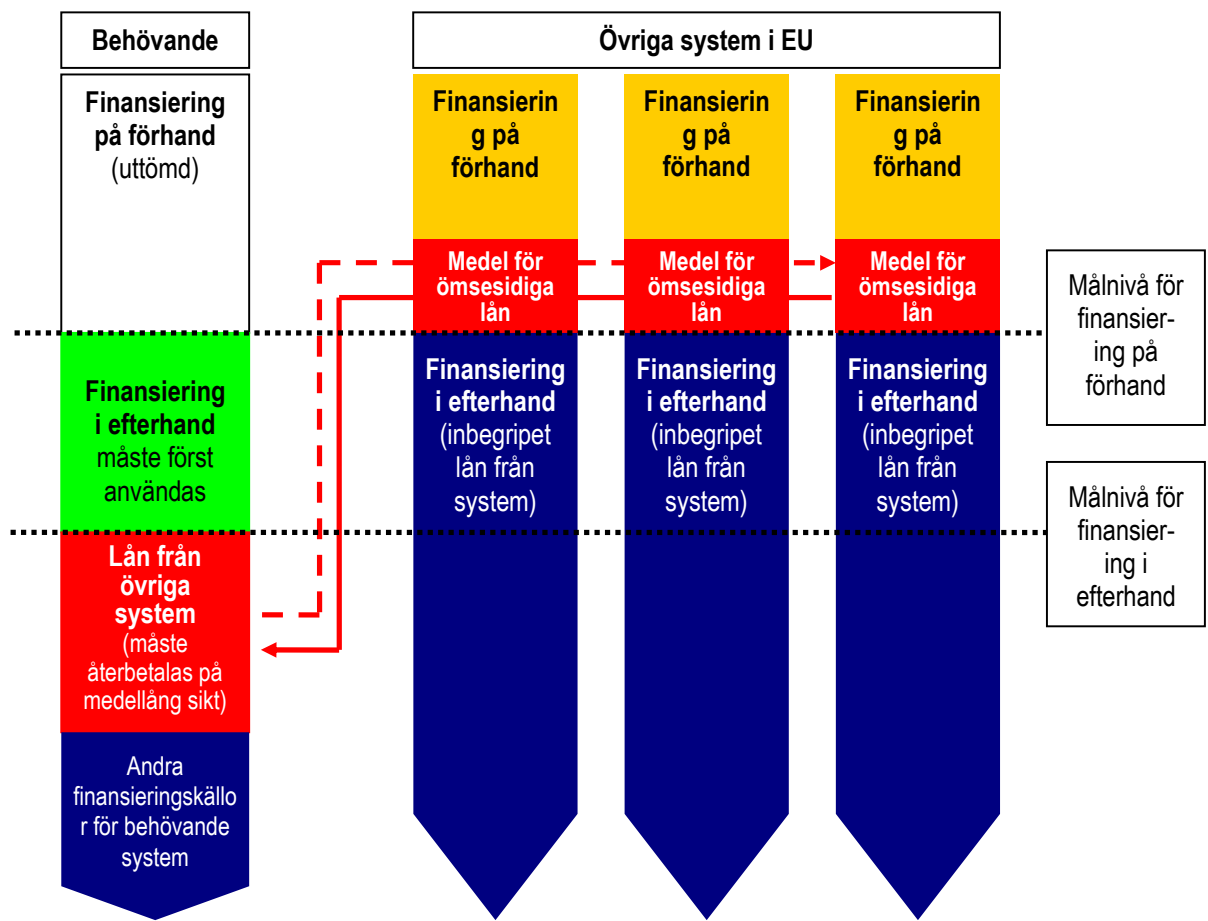 Behövande
Finansiering
på förhand
(uttömd)
Finansiering
i efterhand
måste först
användas
Lån från
övriga
system
(måste
återbetalas på
medellång sikt)
Andra
finansieringskällo
r för behövande
system
Övriga system i EU
Finansierin
g på
förhand
Medel för
ömsesidiga
lån
Finansiering
i efterhand
(inbegripet
lån från
system)
Finansierin
g på
förhand
Medel för
ömsesidiga
lån
Finansiering
i efterhand
(inbegripet
lån från
system)
Finansierin
g på
förhand
Medel för
ömsesidiga
lån
Finansiering
i efterhand
(inbegripet
lån från
system)
Målnivå för
finansier-
ing på
förhand
Målnivå för
finansier-
ing i
efterhand